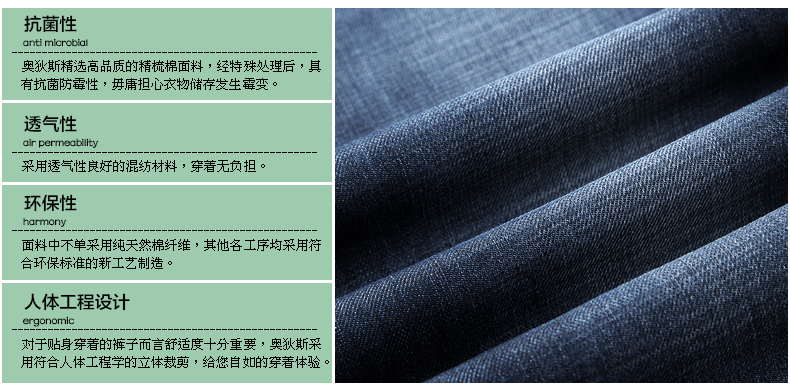 抗菌性
anti microbial
奥狄斯精选高品质的精梳棉面料，经特殊处理后，具
有抗菌防霉性，毋庸担心衣物储存发生霉变。
透气性
air permeability
采用透气性良好的混纺材料，穿着无负担。
环保性
harmony
面料中不单采用纯天然棉纤维，其他各工序均采用符
合环保标准的新工艺制造。
人体工程设计
ergonomic
对于贴身穿着的裤子而言舒适度十分重要，奥狄斯采
用符合人体工程学的立体裁剪，给您自如的穿着体验。